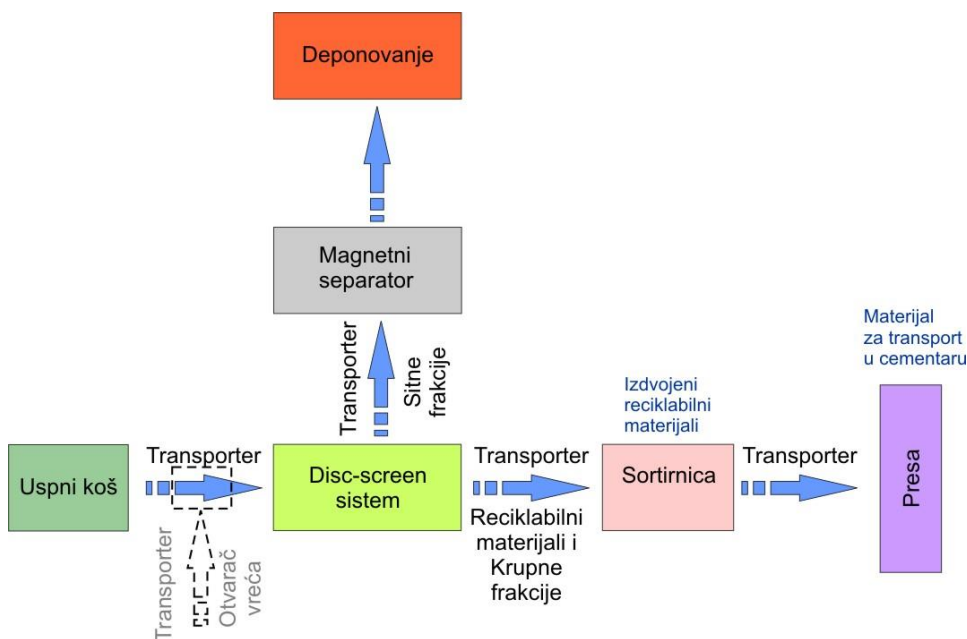 Deponovanje
Magnetni
separator
Transporter
Sitne
frakcije
Materijal
za transport
u cementaru
Izdvojeni
reciklabilni
materijali
Uspni koš
Transporter
Disc-screen
sistem
Transporter
Reciklabilni
materijali i
Krupne
frakcije
Sortirnica
Transporter
Presa
Transporter
Otvarač
vreća